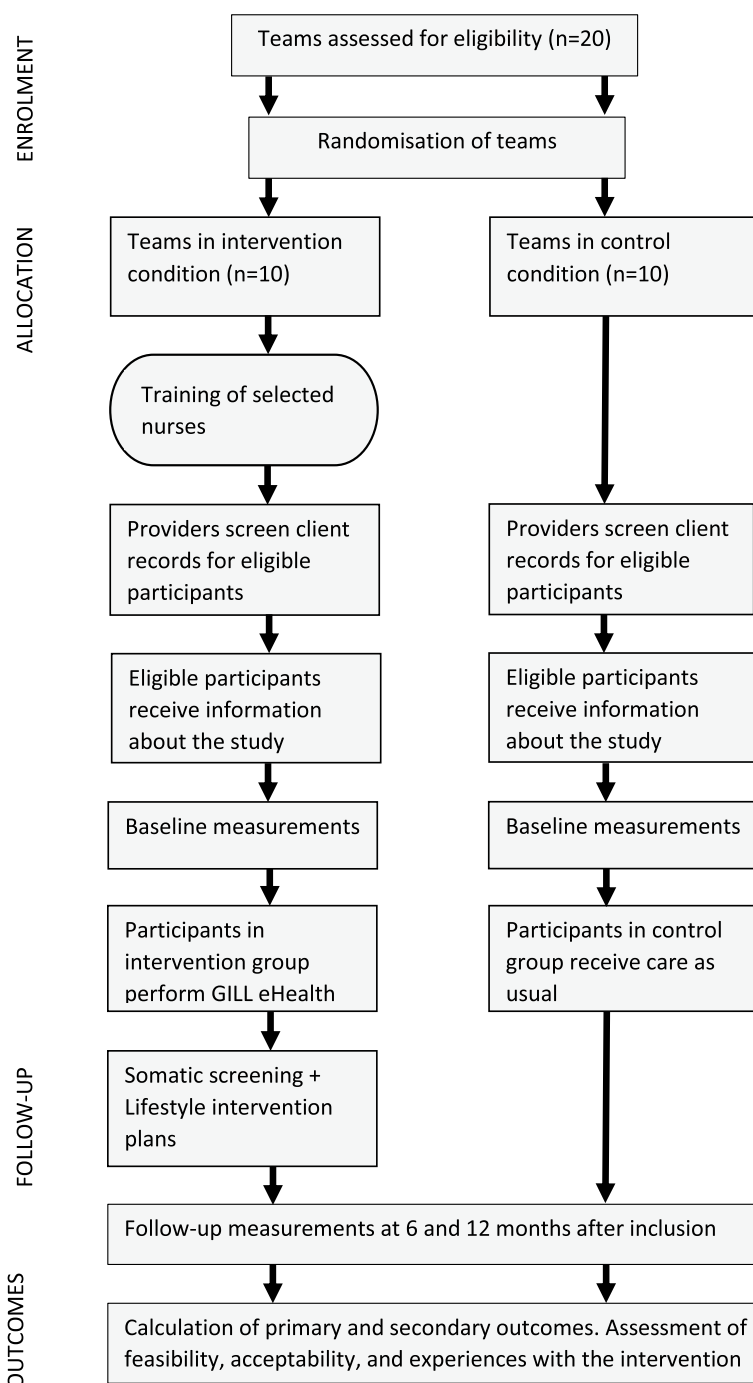 ENROLMENT
Teams assessed for eligibility (n=20)
Randomisation of teams
ALLOCATION
Teams in intervention
condition (n=10)
Teams in control
condition (n=10)
Training of selected
nurses
Providers screen client
records for eligible
participants
Providers screen client
records for eligible
participants
Eligible participants
receive information
about the study
Eligible participants
receive information
about the study
Baseline measurements
Baseline measurements
Participants in
intervention group
perform GILL eHealth
Participants in control
group receive care as
usual
FOLLOW-UP
Somatic screening +
Lifestyle intervention
plans
Follow-up measurements at 6 and 12 months after inclusion
OUTCOMES
Calculation of primary and secondary outcomes. Assessment of
feasibility, acceptability, and experiences with the intervention